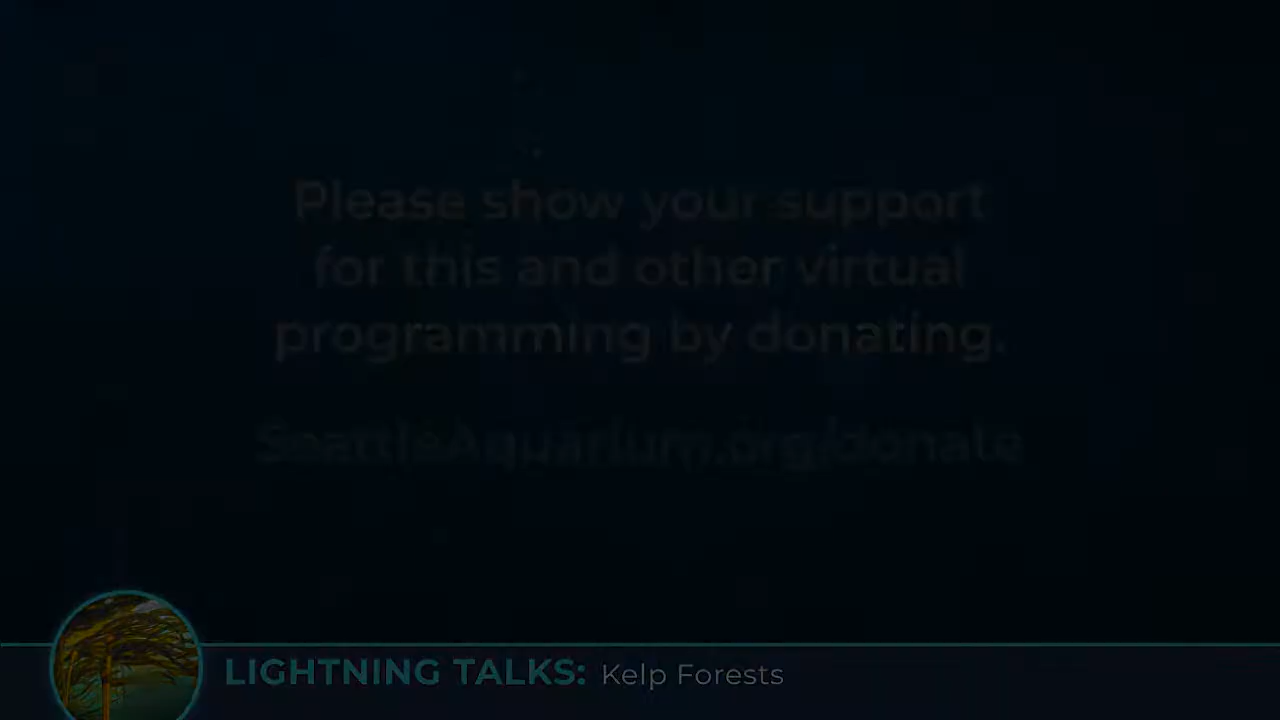 Please show your support
for this and other virtual
programming by donating.
SeattleAquarium.org/donate
LIGHTNING TALKS: Kelp Forests